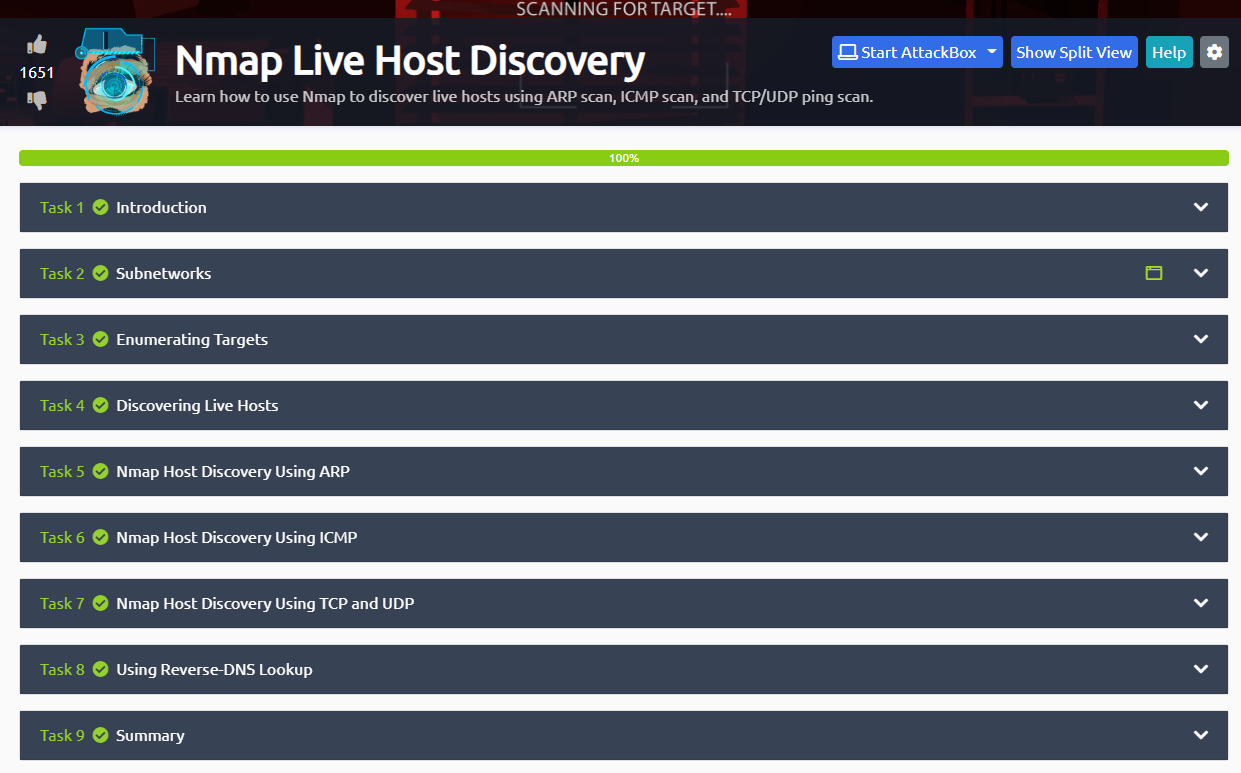 SCANNING FOR TARGET....
1651
Nmap Live Host Discovery
Learn how to use Nmap to discover live hosts using ARP scan, ICMP scan, and TCP/UDP ping scan.
Start AttackBox
Show Split View
Help
100%
Task 1 Introduction
Task 2 Subnetworks
Task 3 Enumerating Targets
Task 4 Discovering Live Hosts
Task 5 Nmap Host Discovery Using ARP
Task 6 Nmap Host Discovery Using ICMP
Task 7 Nmap Host Discovery Using TCP and UDP
Task 8 Using Reverse-DNS Lookup
Task 9 Summary